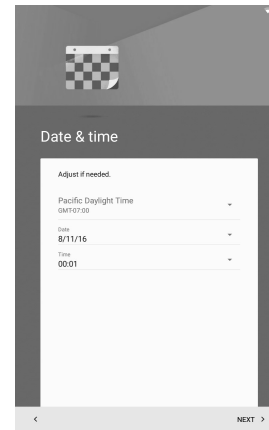 Date & time
Adjust if needed.
Pacific Daylight Time
GMT-07:00
Date
8/11/16
Time
00:01
NEXT